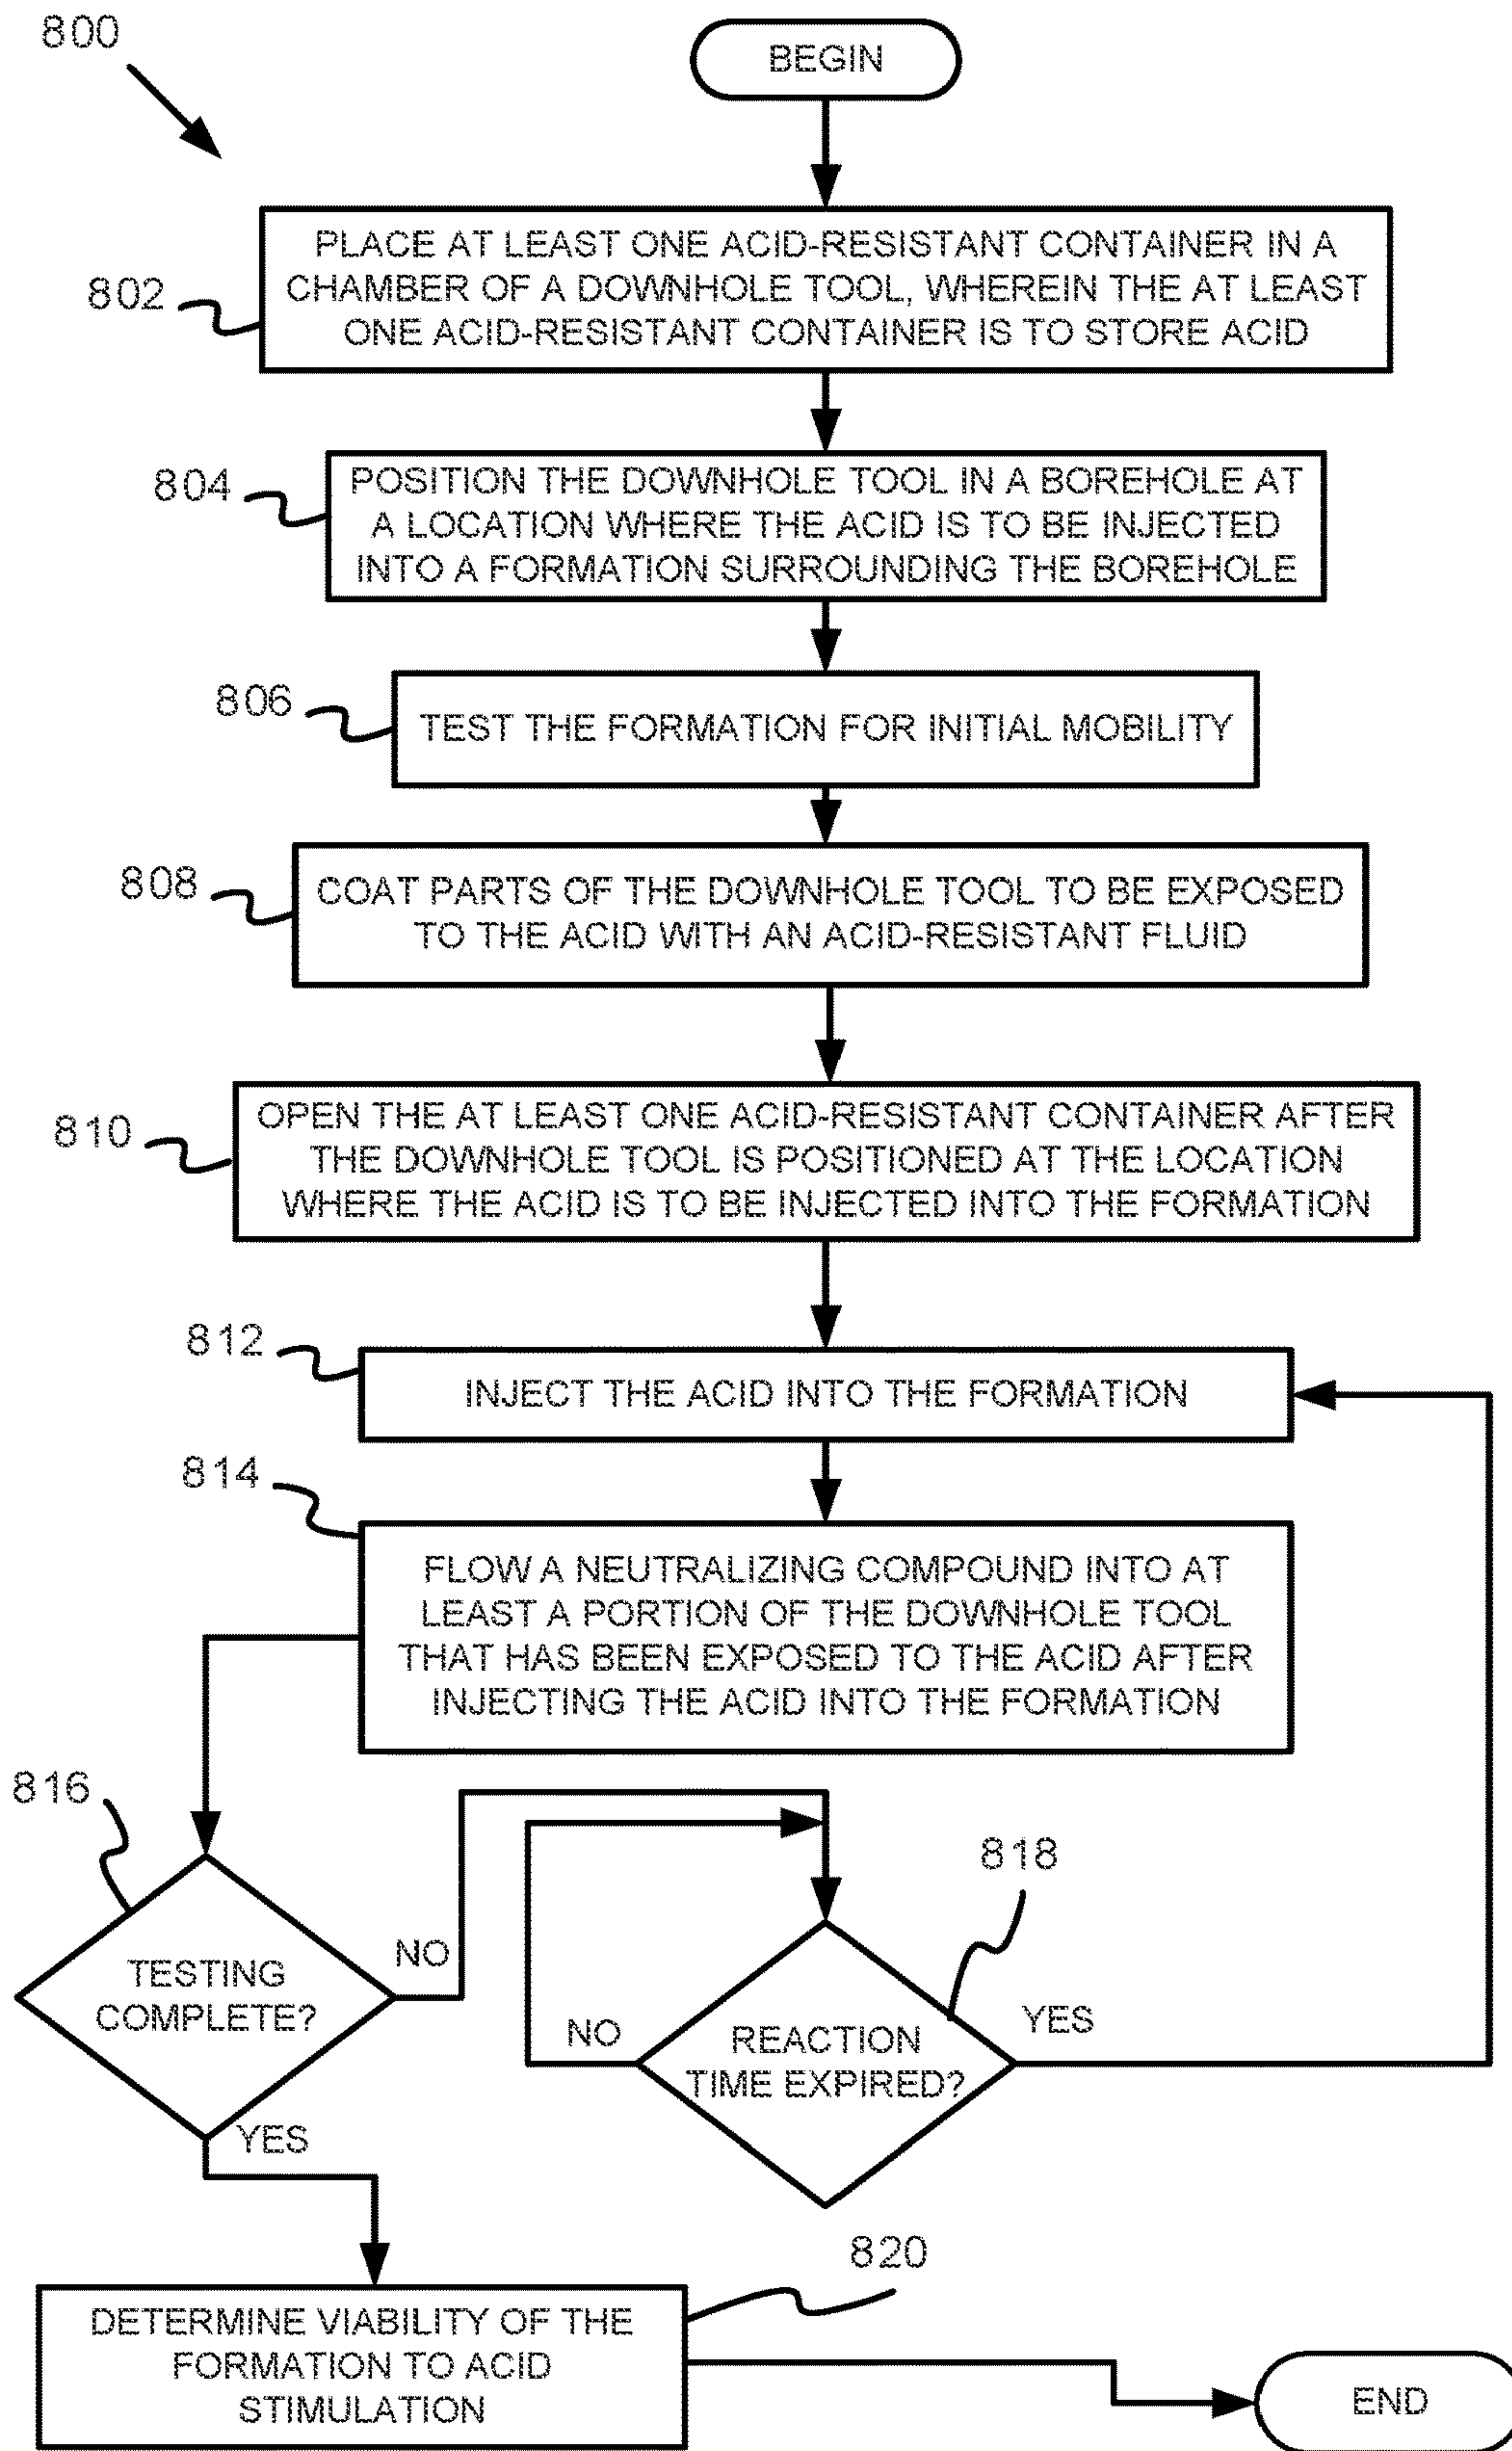 800
BEGIN
802
PLACE AT LEAST ONE ACID-RESISTANT CONTAINER IN A
CHAMBER OF A DOWNHOLE TOOL, WHEREIN THE AT LEAST
ONE ACID-RESISTANT CONTAINER IS TO STORE ACID
804
POSITION THE DOWNHOLE TOOL IN A BOREHOLE AT
A LOCATION WHERE THE ACID IS TO BE INJECTED
INTO A FORMATION SURROUNDING THE BOREHOLE
806
TEST THE FORMATION FOR INITIAL MOBILITY
808
COAT PARTS OF THE DOWNHOLE TOOL TO BE EXPOSED
TO THE ACID WITH AN ACID-RESISTANT FLUID
810
OPEN THE AT LEAST ONE ACID-RESISTANT CONTAINER AFTER
THE DOWNHOLE TOOL IS POSITIONED AT THE LOCATION
WHERE THE ACID IS TO BE INJECTED INTO THE FORMATION
812
INJECT THE ACID INTO THE FORMATION
814
FLOW A NEUTRALIZING COMPOUND INTO AT
LEAST A PORTION OF THE DOWNHOLE TOOL
THAT HAS BEEN EXPOSED TO THE ACID AFTER
INJECTING THE ACID INTO THE FORMATION
816
TESTING
COMPLETE?
NO
YES
818
REACTION
TIME EXPIRED?
NO
YES
820
DETERMINE VIABILITY OF THE
FORMATION TO ACID
STIMULATION
END